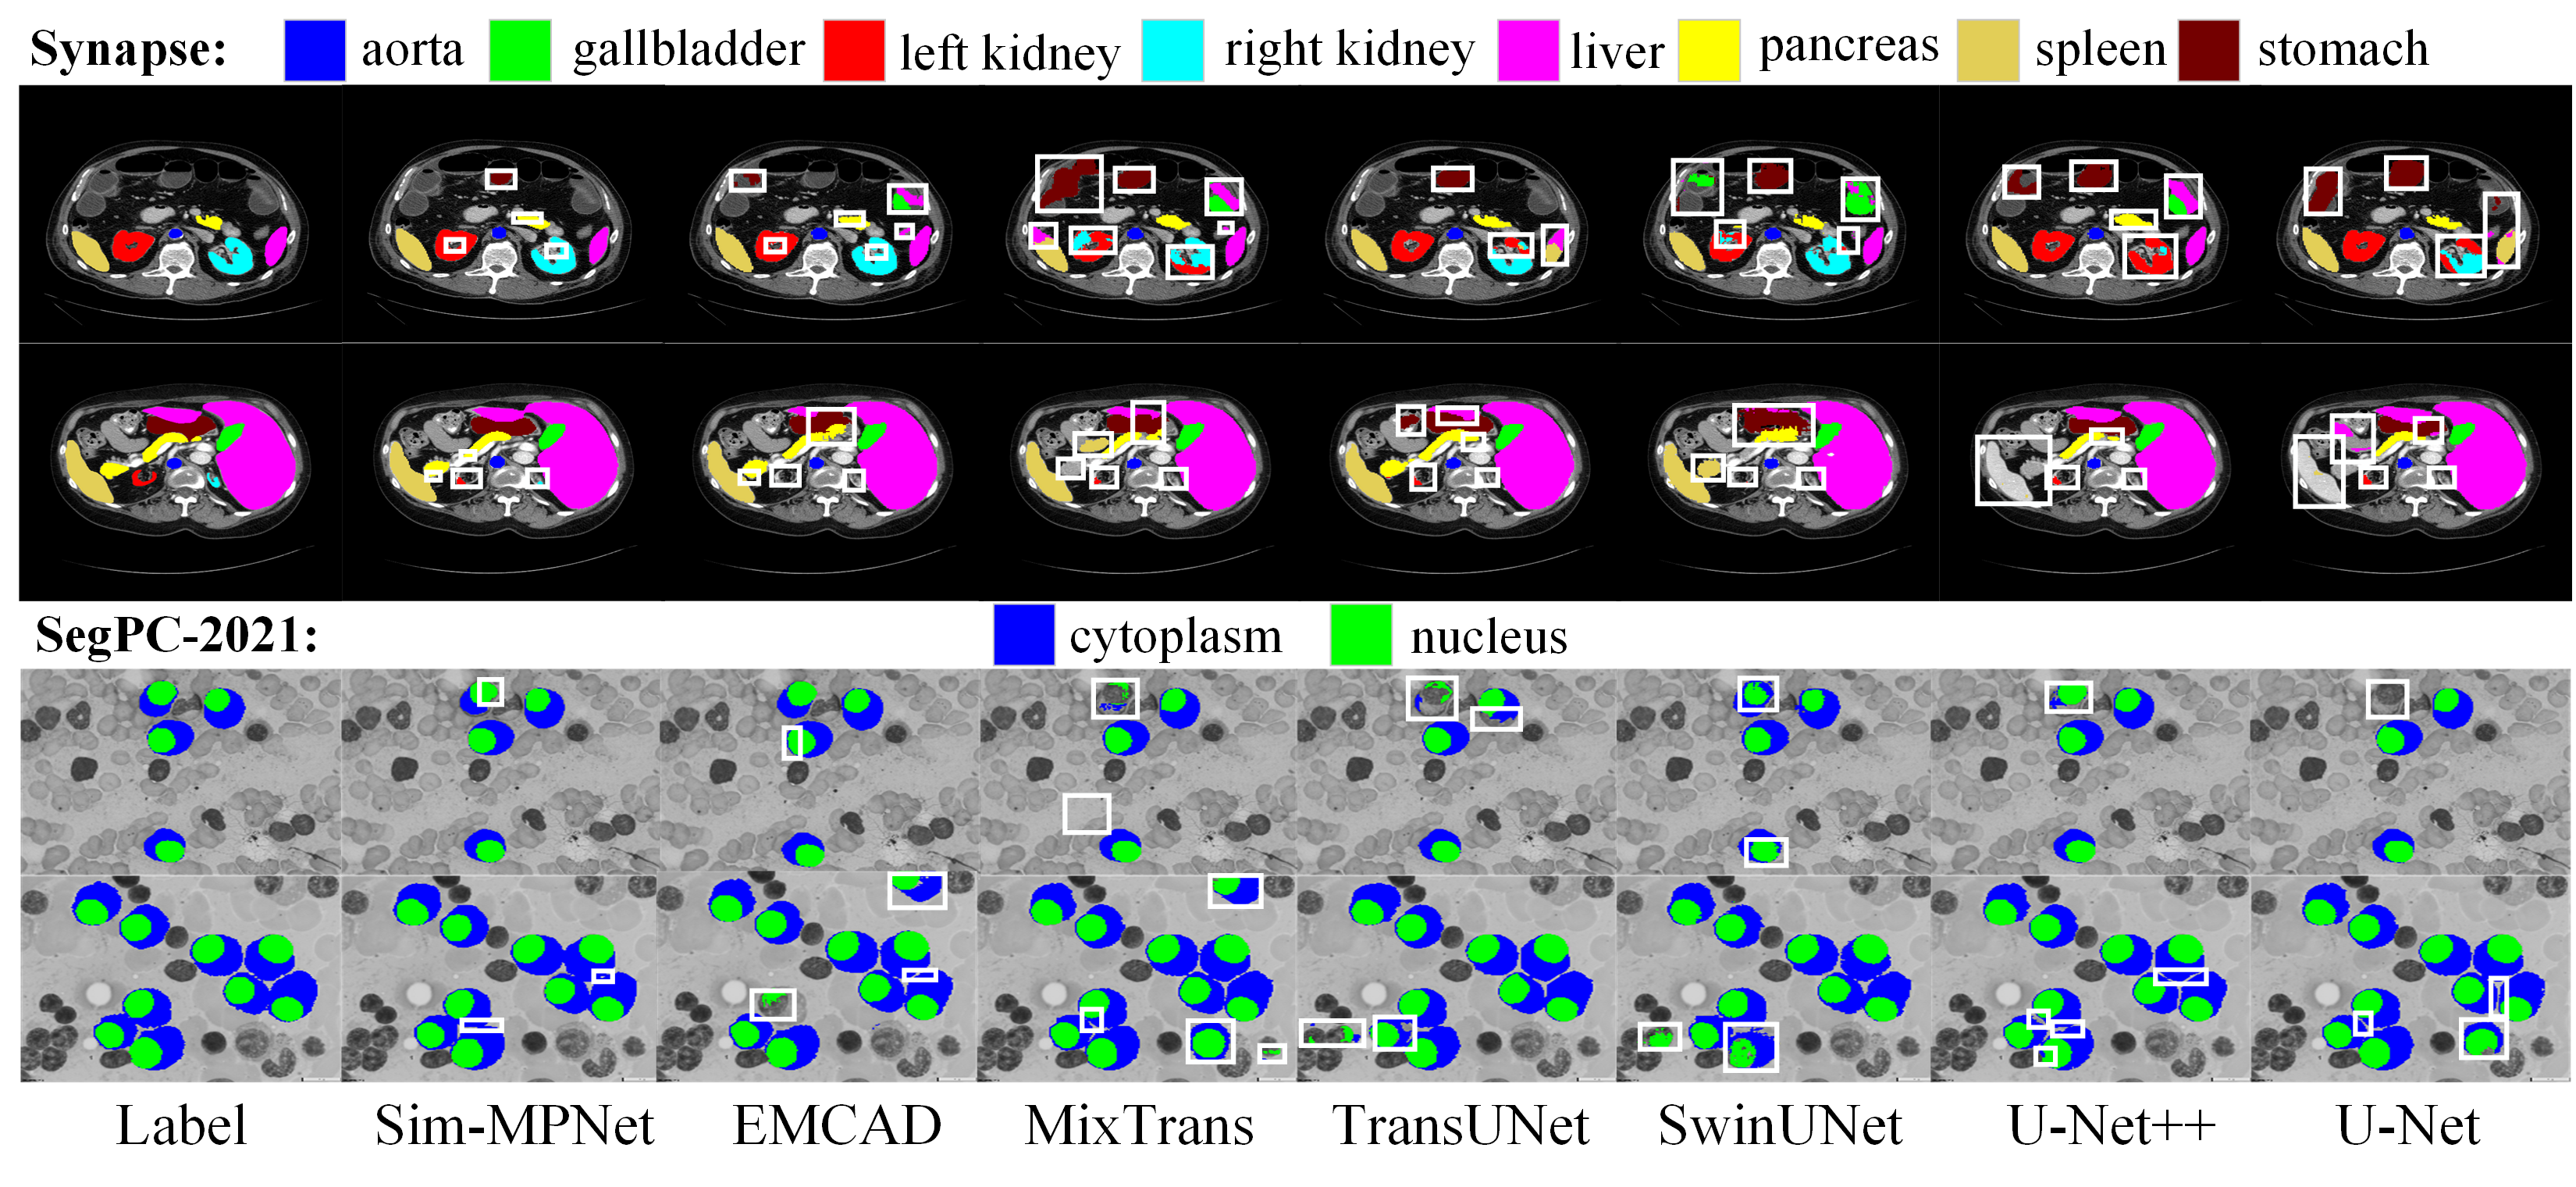 Synapse: aorta gallbladder left kidney right kidney liver pancreas spleen stomach
SegPC-2021: cytoplasm nucleus
Label Sim-MPNet EMCAD MixTrans TransUNet SwinUNet U-Net++ U-Net